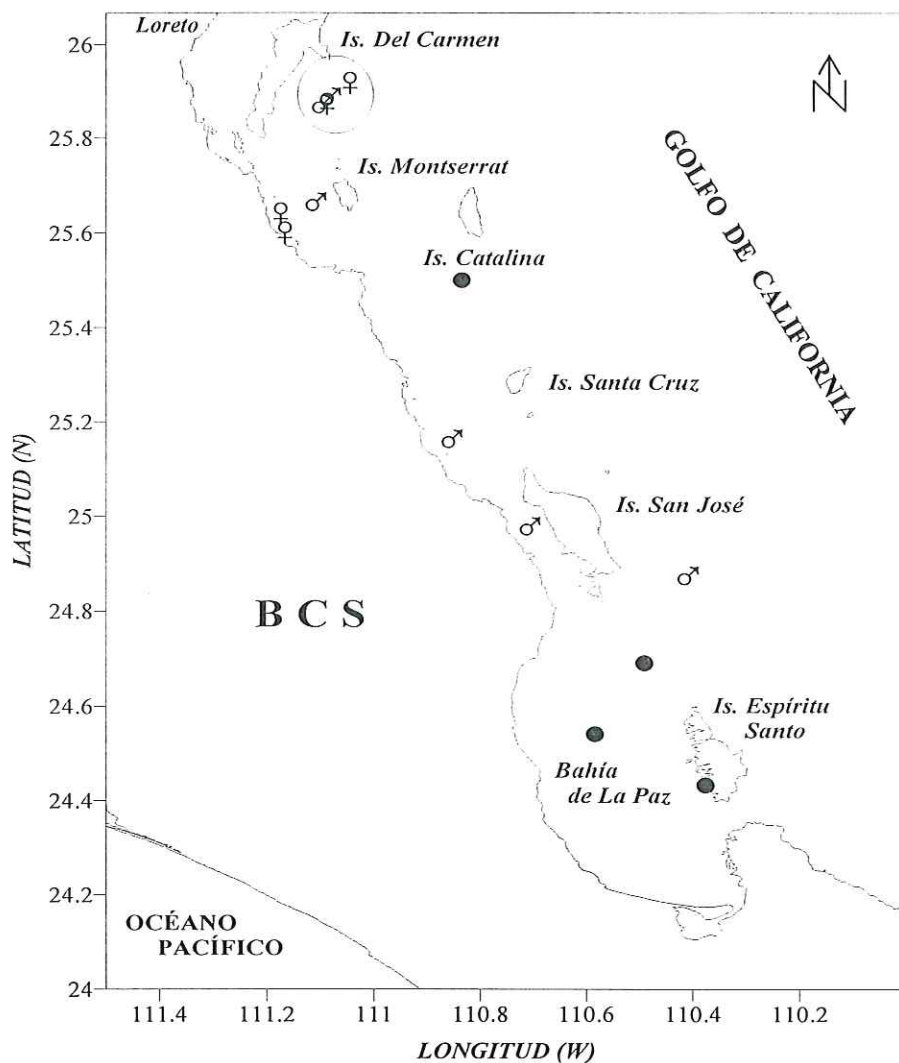 Loreto
Is. Del Carmen
N
26
25.8
25.6
25.4
25.2
25
24.8
24.6
24.4
24.2
24
LATITUD (N)
Is. Montserrat
Is. Catalina
GOLFO DE CALIFORNIA
Is. Santa Cruz
Is. San José
B C S
Is. Espíritu
Santo
Bahía
de La Paz
OCÉANO
PACÍFICO
111.4 111.2 111 110.8 110.6 110.4 110.2
LONGITUD (W)